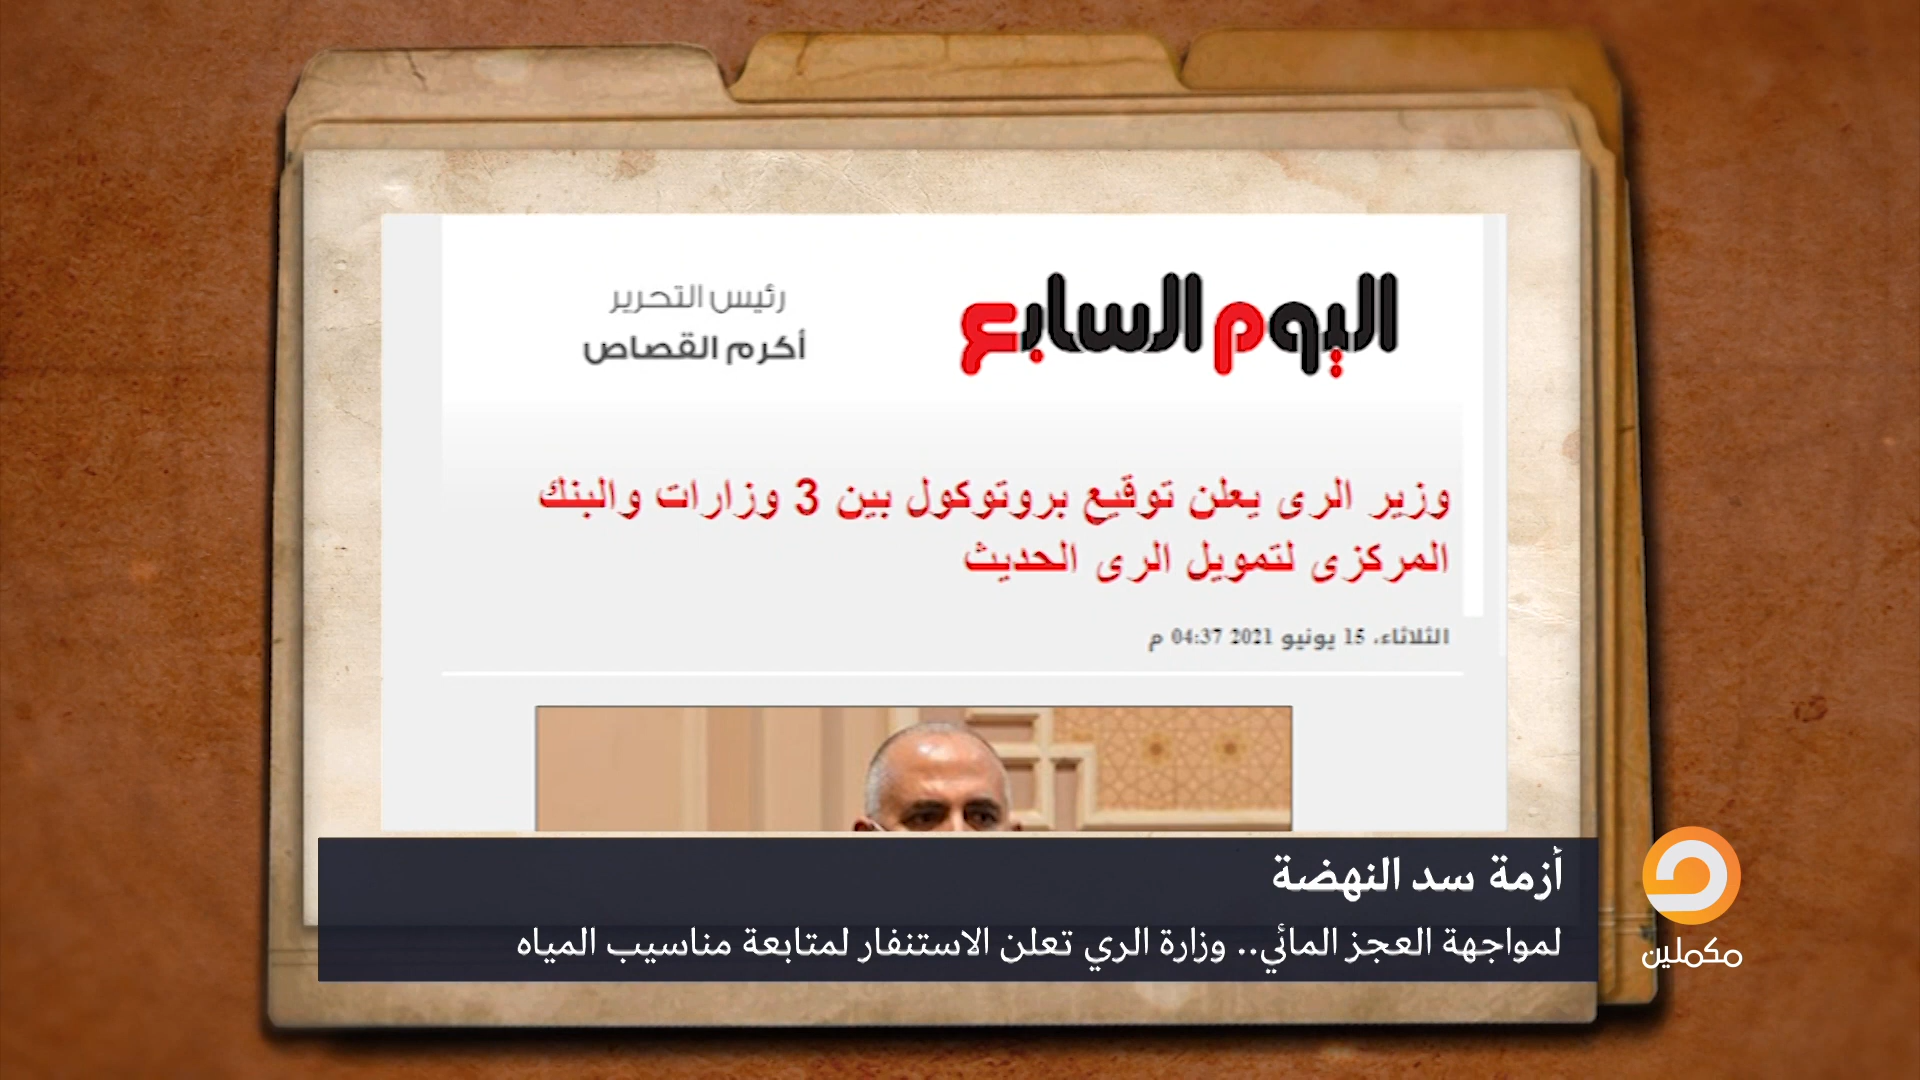 اليوم السابع
رئيس التحرير
أكرم القصاص
وزير الرى يعلن توقيع بروتوكول بين 3 وزارات والبنك
المركزى لتمويل الرى الحديث
الثلاثاء، 15 يونيو 2021 04:37 م
أزمة سد النهضة
لمواجهة العجز المائي.. وزارة الري تعلن الاستنفار لمتابعة مناسيب المياه
مكملين